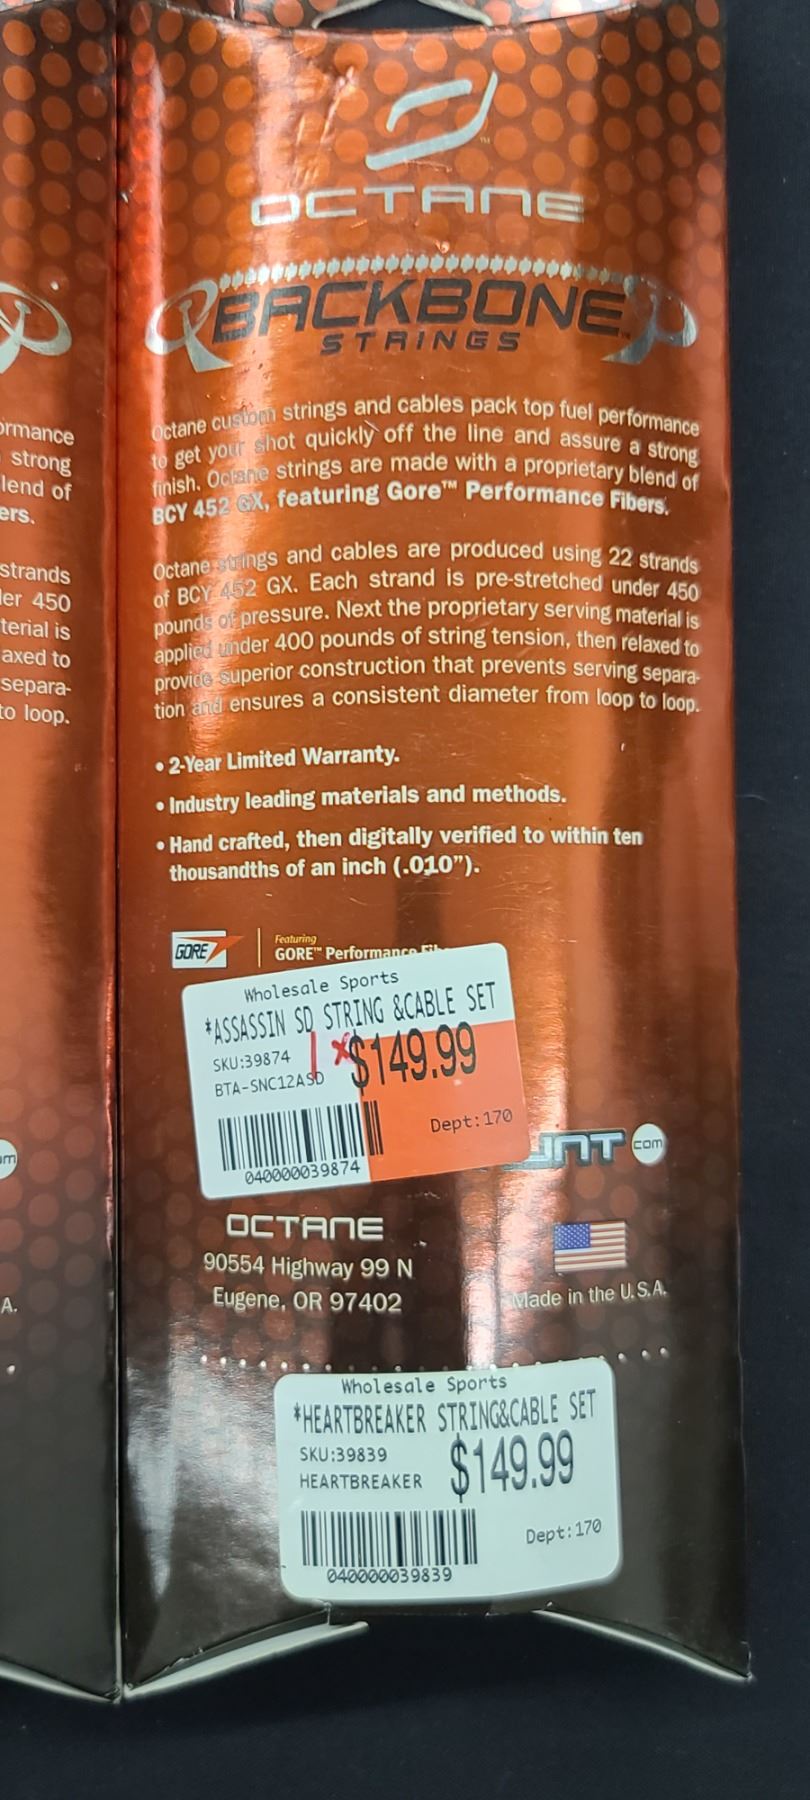 OCTANE
BACKBONE™
STRINGS
Octane custom strings and cables pack top fuel performance
to get your shot quickly off the line and assure a strong
finish. Octane strings are made with a proprietary blend of
BCY 452 GX, featuring Gore™ Performance Fibers.
Octane strings and cables are produced using 22 strands
of BCY 452 GX. Each strand is pre-stretched under 450
pounds of pressure. Next the proprietary serving material is
applied under 400 pounds of string tension, then relaxed to
provide superior construction that prevents serving separa-
tion and ensures a consistent diameter from loop to loop.
• 2-Year Limited Warranty.
• Industry leading materials and methods.
• Hand crafted, then digitally verified to within ten
thousandths of an inch (.010”).
GORE
Featuring
GORE™ Performance
Wholesale Sports
*ASSASSIN SD STRING &CABLE SET
SKU:39874
$149.99
BTA-SNC12ASD
Dept:170
040000039874
com
OCTANE
90554 Highway 99 N
Eugene, OR 97402
Made in the U.S.A.
Wholesale Sports
*HEARTBREAKER STRING&CABLE SET
SKU:39839
$149.99
HEARTBREAKER
Dept:170
040000039839
ormance
strong
lend of
ers.
strands
er 450
terial is
axed to
separa-
to loop.
A.